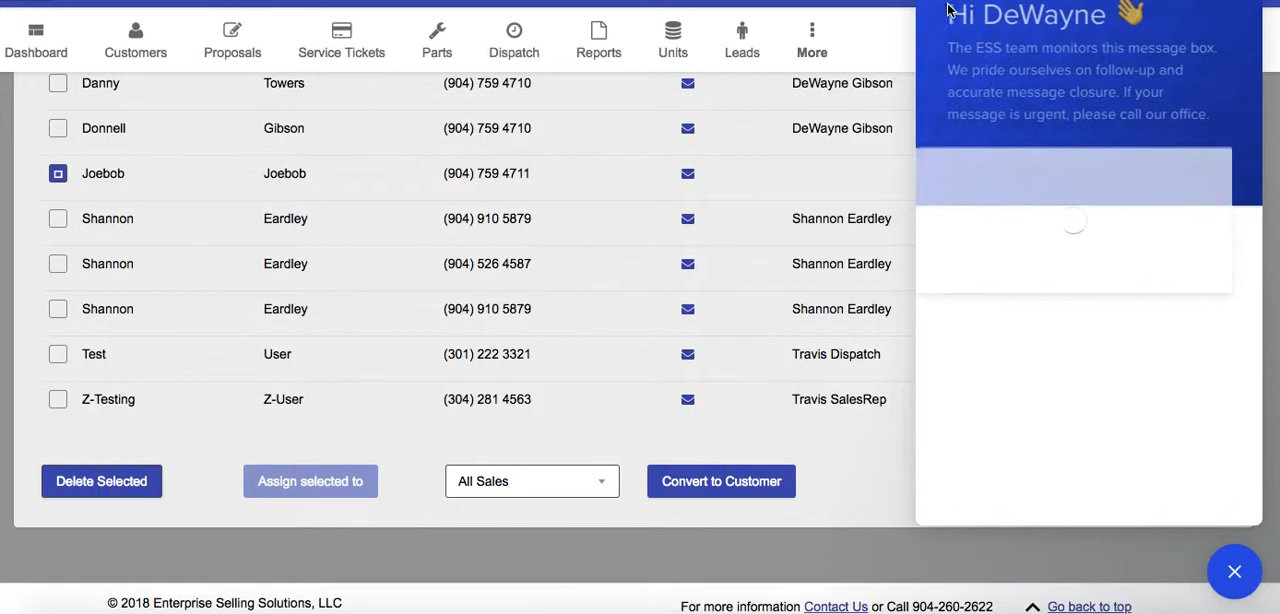 Hi DeWayne 👋
The ESS team monitors this message box.
We pride ourselves on follow-up and
accurate message closure. If your
message is urgent, please call our office.
Dashboard Customers Proposals Service Tickets Parts Dispatch Reports Units Leads More
Danny Towers (904) 759 4710 DeWayne Gibson
Donnell Gibson (904) 759 4710 DeWayne Gibson
Joebob Joebob (904) 759 4711
Shannon Eardley (904) 910 5879 Shannon Eardley
Shannon Eardley (904) 526 4587 Shannon Eardley
Shannon Eardley (904) 910 5879 Shannon Eardley
Test User (301) 222 3321 Travis Dispatch
Z-Testing Z-User (304) 281 4563 Travis SalesRep
Delete Selected Assign selected to All Sales Convert to Customer
© 2018 Enterprise Selling Solutions, LLC For more information Contact Us or Call 904-260-2622 Go back to top